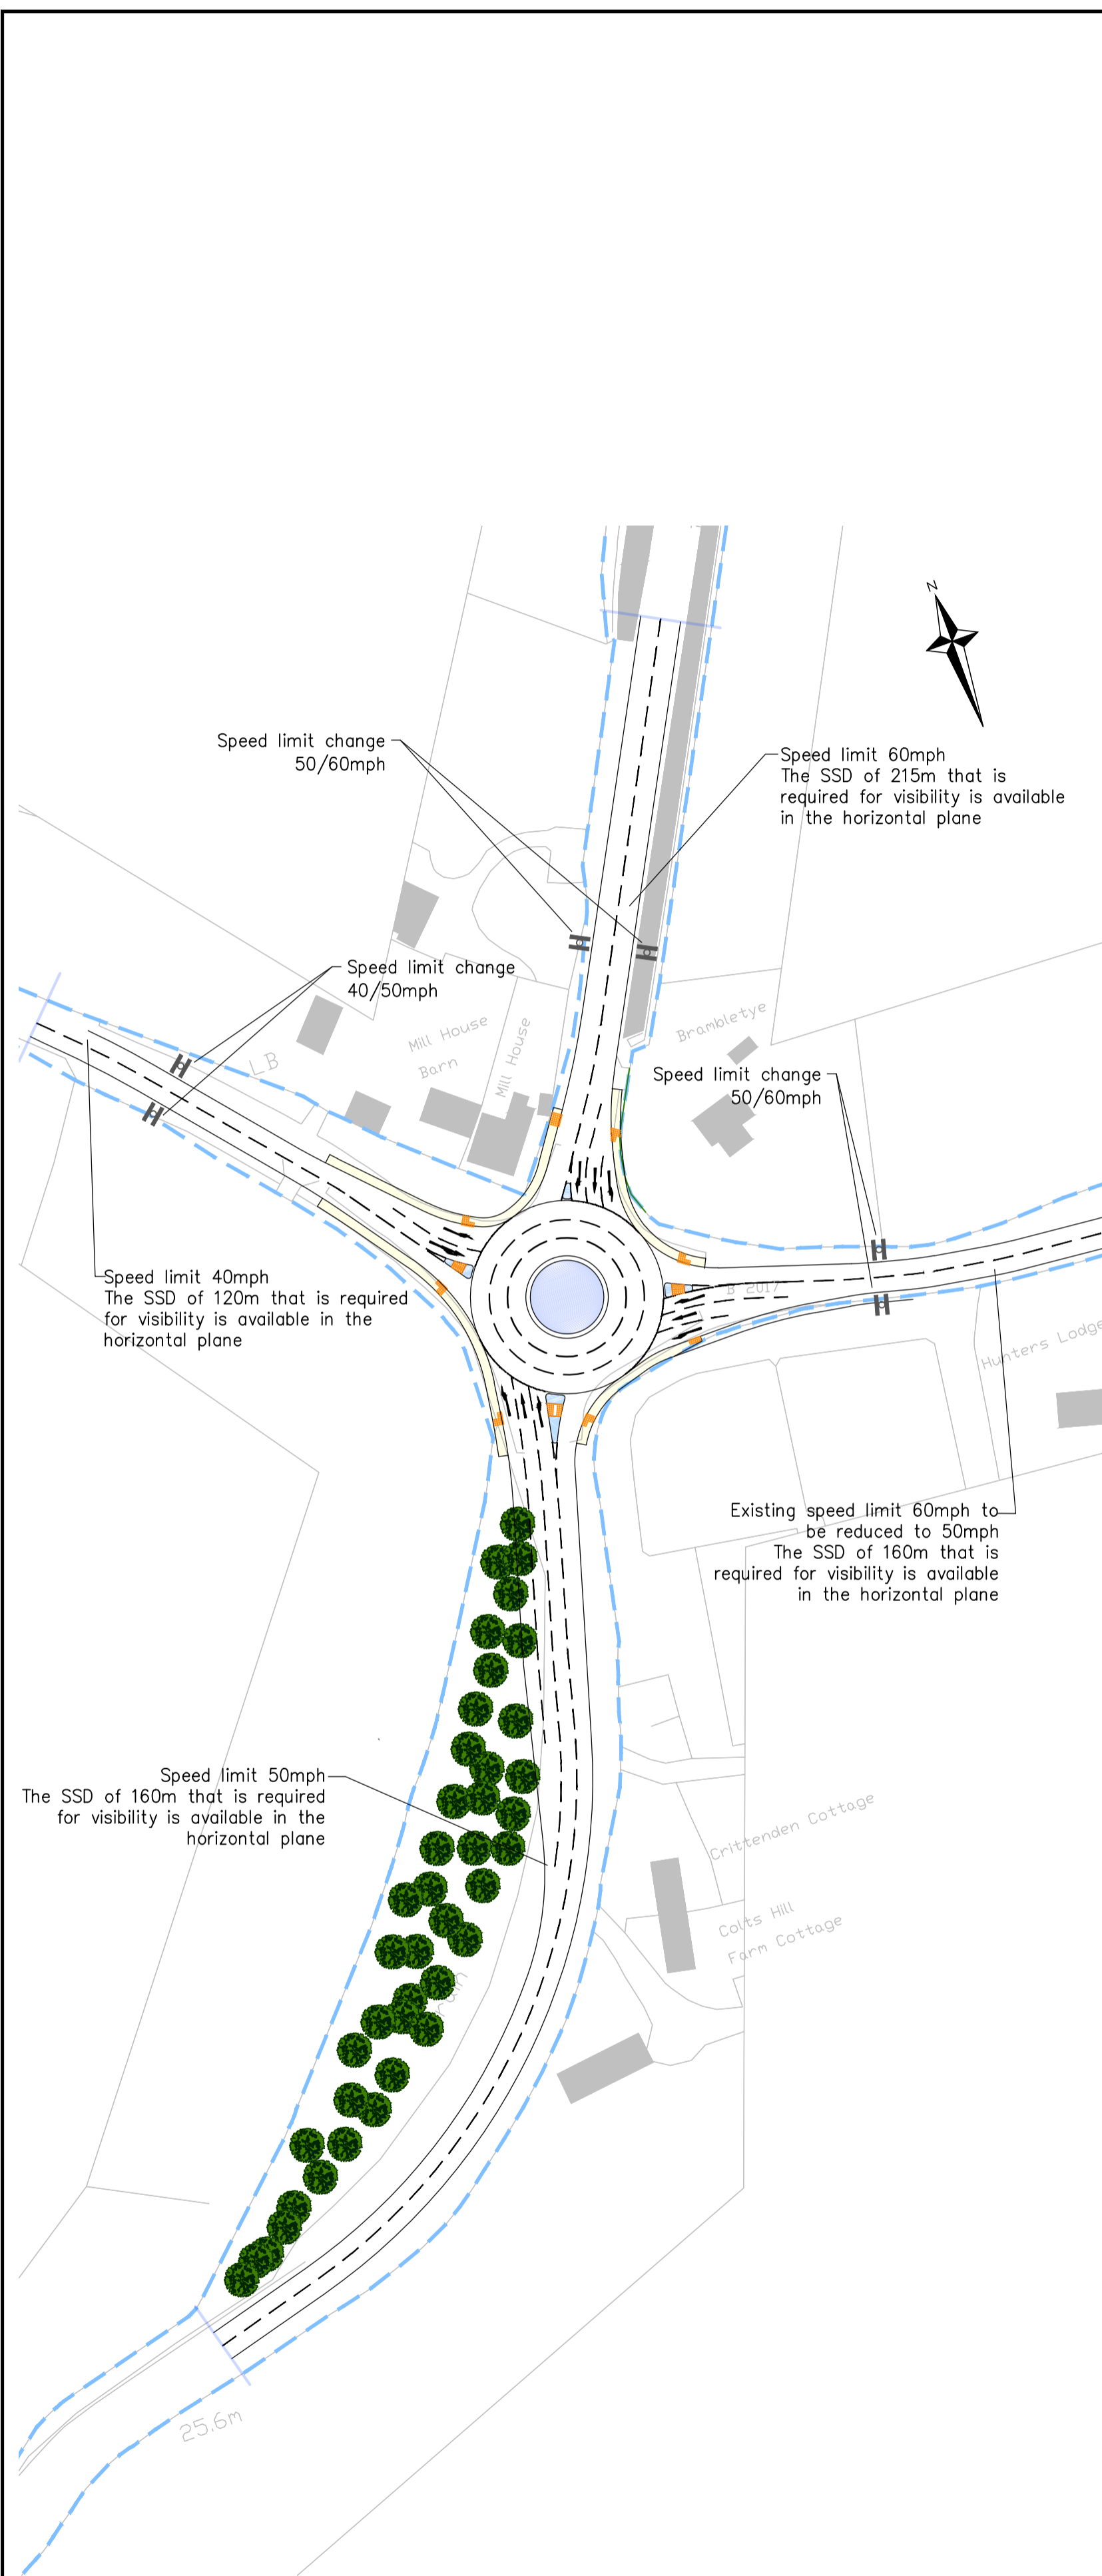 N
Speed limit change
50/60mph
Speed limit 60mph
The SSD of 215m that is
required for visibility is available
in the horizontal plane
Speed limit change
40/50mph
Mill House
Barn
Mill House
Brambletye
LB
Speed limit change
50/60mph
Speed limit 40mph
The SSD of 120m that is required
for visibility is available in the
horizontal plane
B 2017
Hunters Lodge
Existing speed limit 60mph to
be reduced to 50mph
The SSD of 160m that is
required for visibility is available
in the horizontal plane
Speed limit 50mph
The SSD of 160m that is required
for visibility is available in the
horizontal plane
Crittenden Cottage
Colts Hill
Farm Cottage
25.6m